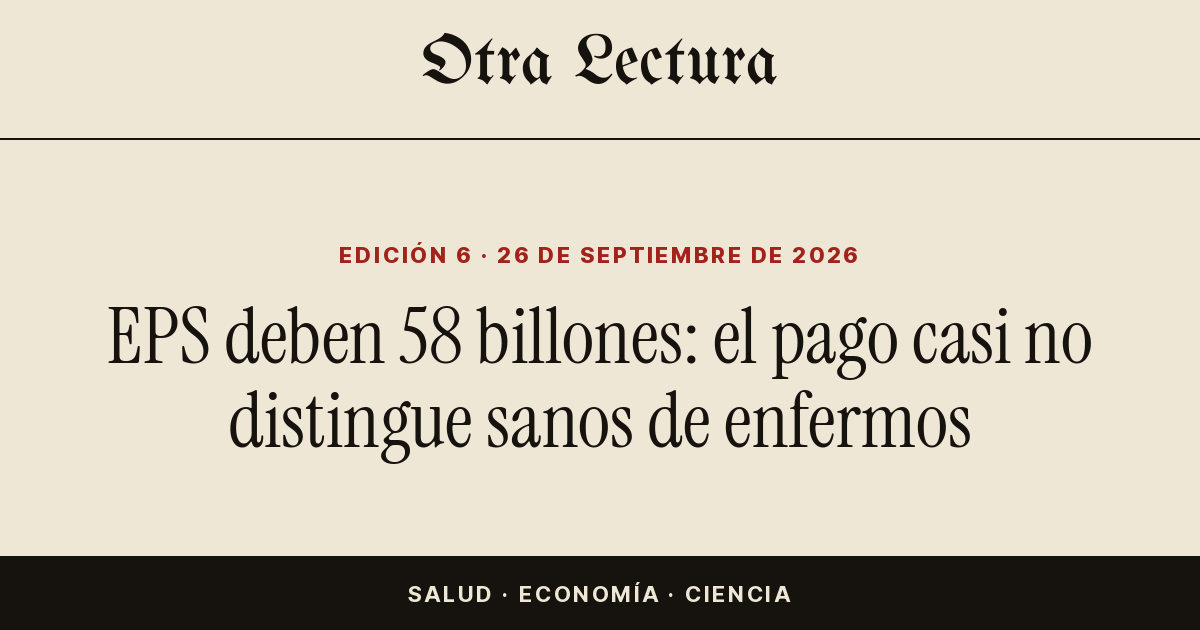 Otra Lectura
EDICIÓN 6 · 26 DE SEPTIEMBRE DE 2026
EPS deben 58 billones: el pago casi no
distingue sanos de enfermos
SALUD · ECONOMÍA · CIENCIA